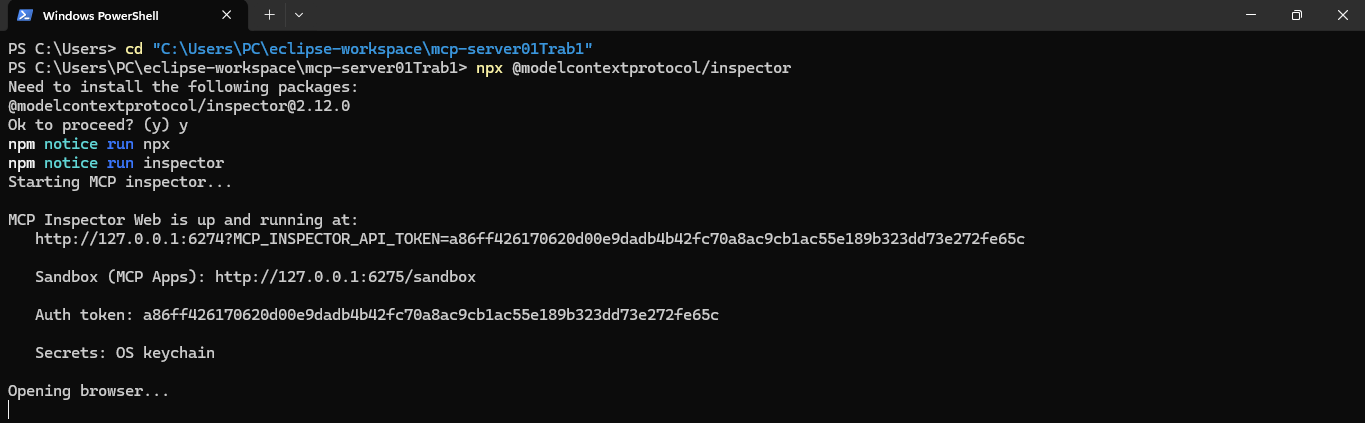 Windows PowerShell
PS C:\Users> cd "C:\Users\PC\eclipse-workspace\mcp-server01Trab1"
PS C:\Users\PC\eclipse-workspace\mcp-server01Trab1> npx @modelcontextprotocol/inspector
Need to install the following packages:
@modelcontextprotocol/inspector@2.12.0
Ok to proceed? (y) y
npm notice run npx
npm notice run inspector
Starting MCP inspector...
MCP Inspector Web is up and running at:
http://127.0.0.1:6274?MCP_INSPECTOR_API_TOKEN=a86ff426170620d00e9dadb4b42fc70a8ac9cb1ac55e189b323dd73e272fe65c
Sandbox (MCP Apps): http://127.0.0.1:6275/sandbox
Auth token: a86ff426170620d00e9dadb4b42fc70a8ac9cb1ac55e189b323dd73e272fe65c
Secrets: OS keychain
Opening browser...